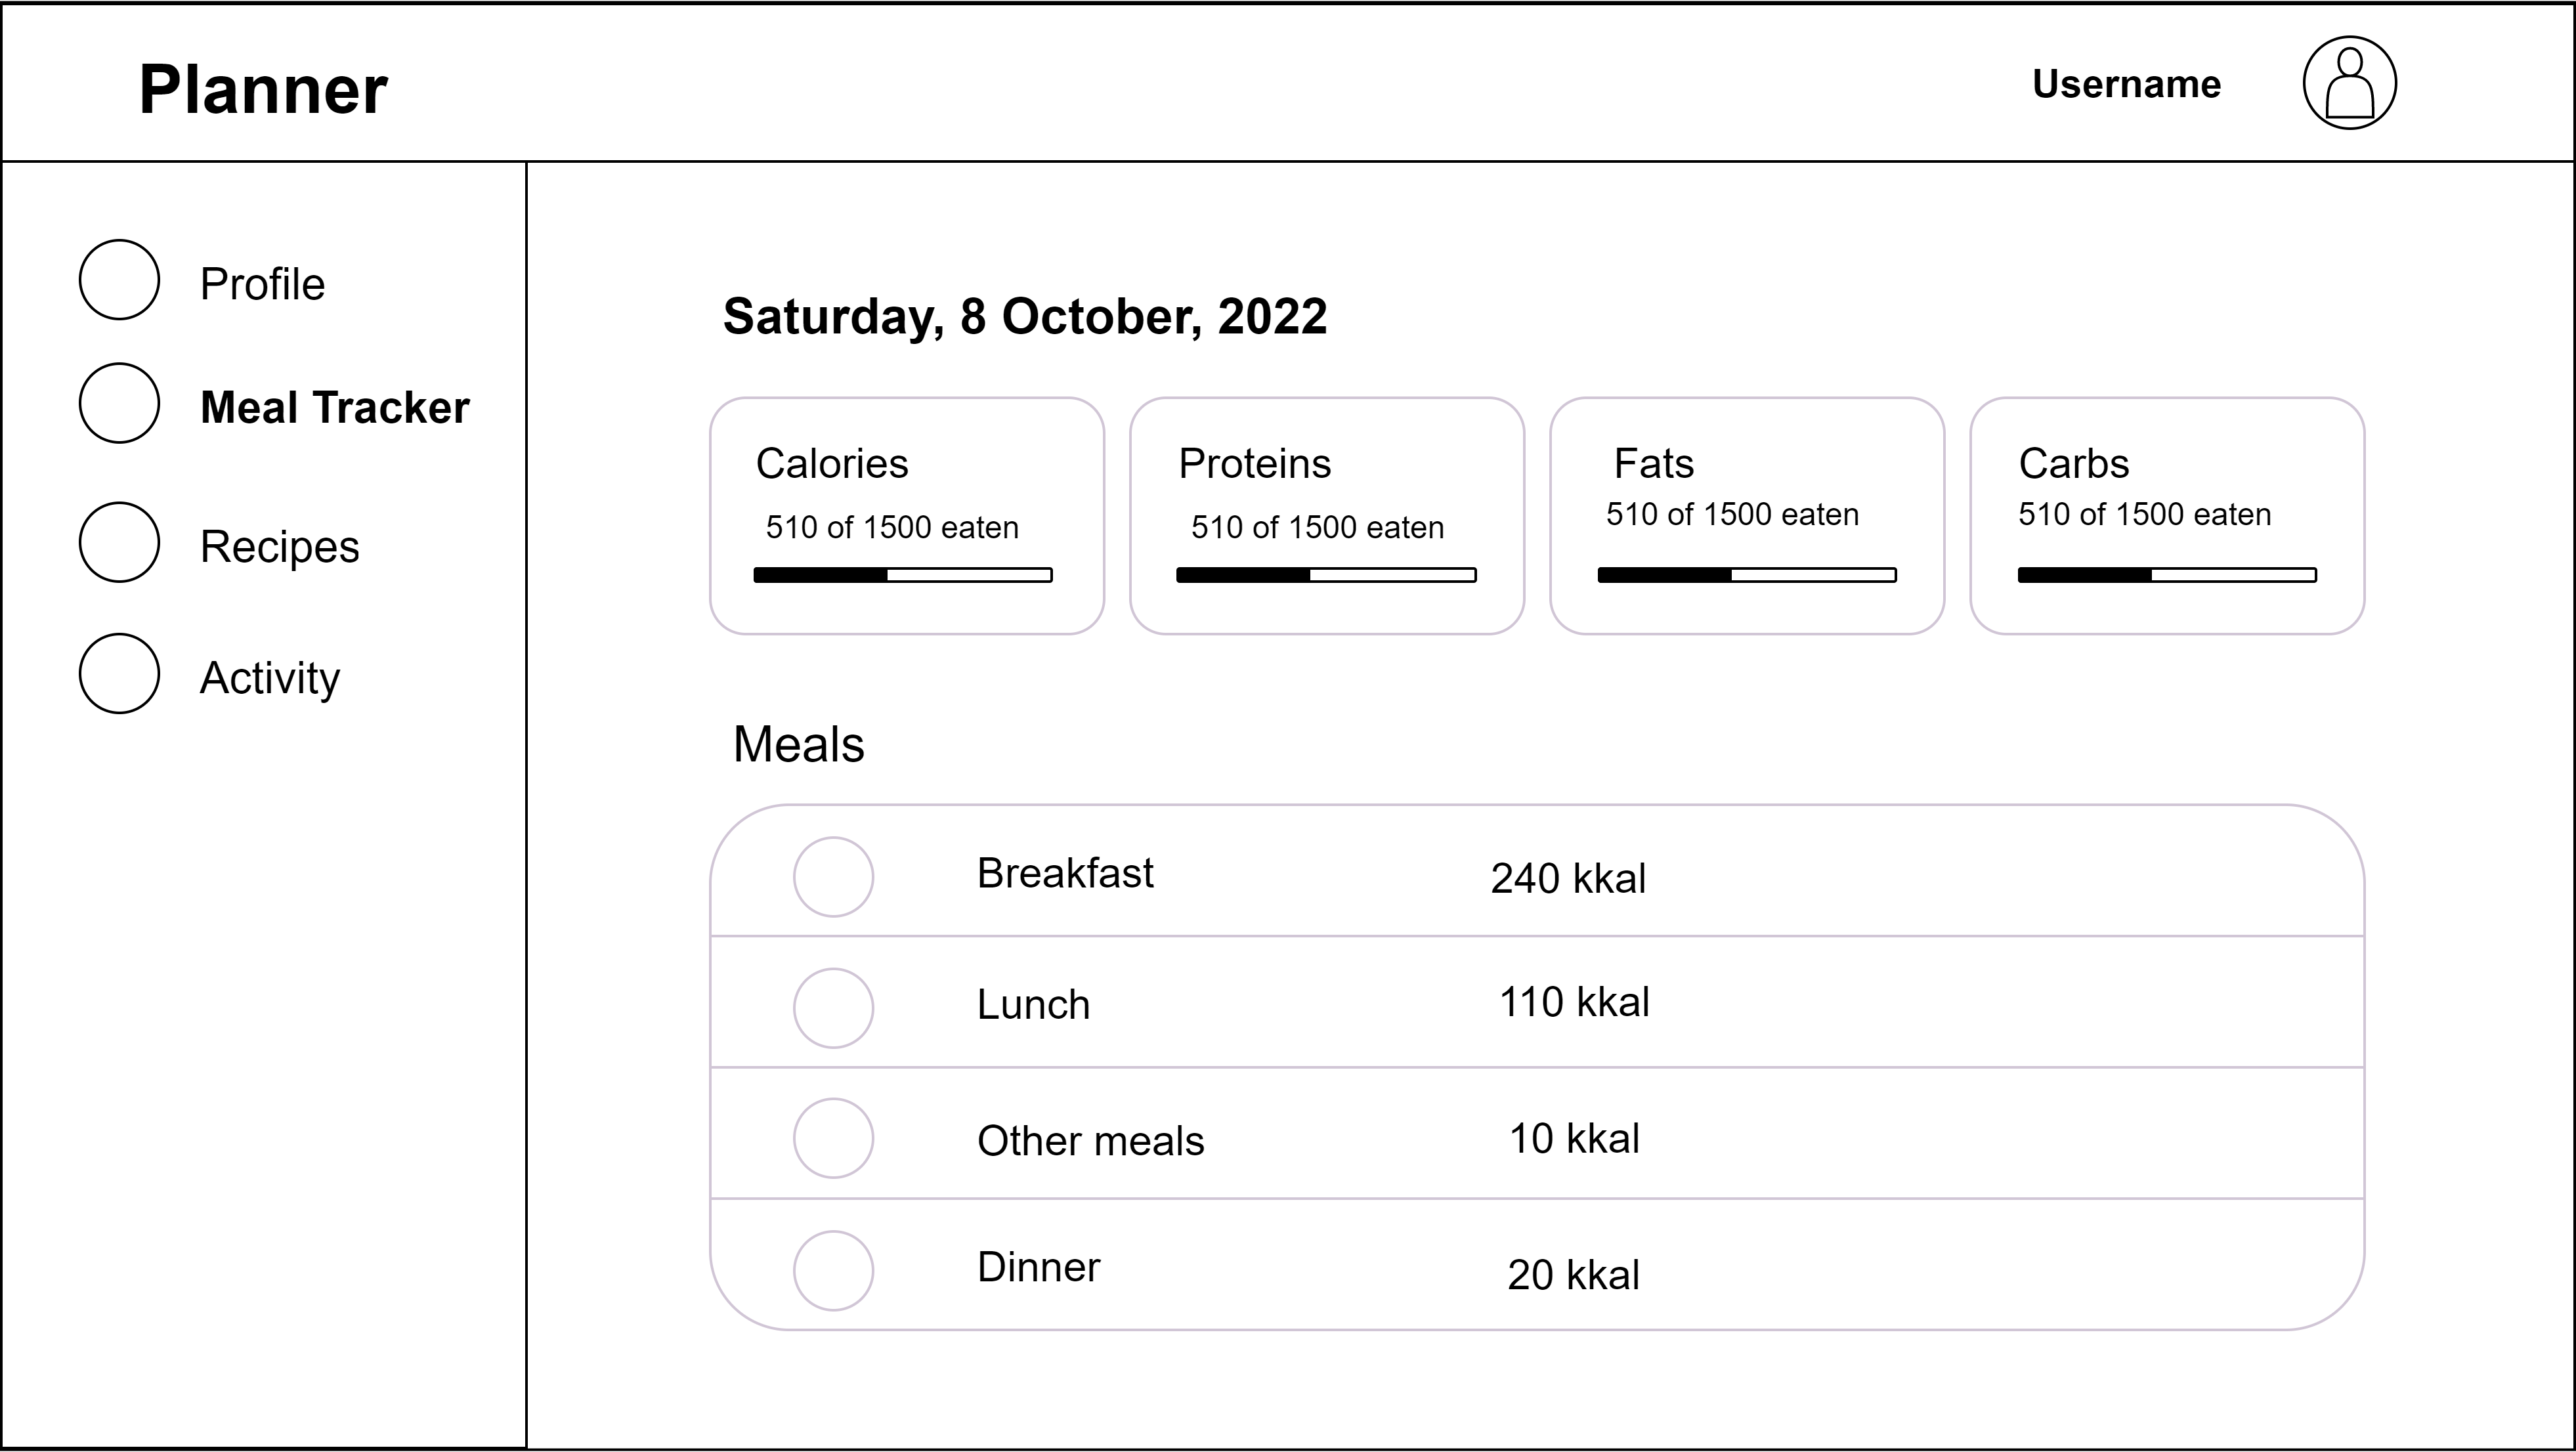 Planner
Username
Profile
Meal Tracker
Recipes
Activity
Saturday, 8 October, 2022
Calories
510 of 1500 eaten
Proteins
510 of 1500 eaten
Fats
510 of 1500 eaten
Carbs
510 of 1500 eaten
Meals
Breakfast 240 kkal
Lunch 110 kkal
Other meals 10 kkal
Dinner 20 kkal